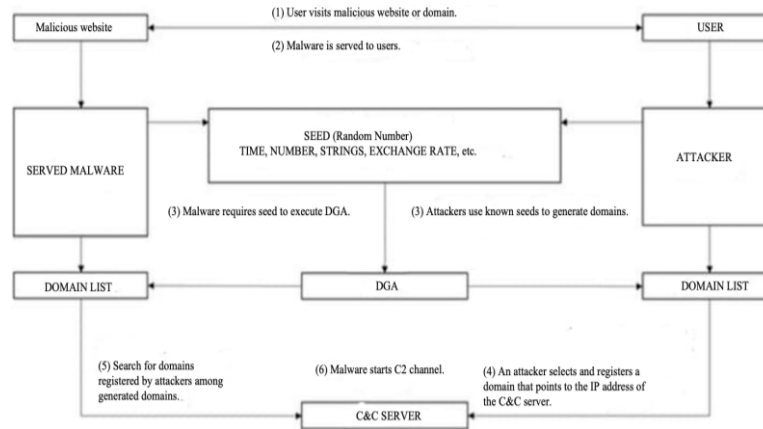 (1) User visits malicious website or domain.
Malicious website
USER
(2) Malware is served to users.
SEED (Random Number)
TIME, NUMBER, STRINGS, EXCHANGE RATE, etc.
SERVED MALWARE
ATTACKER
(3) Malware requires seed to execute DGA.
(3) Attackers use known seeds to generate domains.
DOMAIN LIST
DGA
DOMAIN LIST
(5) Search for domains
registered by attackers among
generated domains.
(6) Malware starts C2 channel.
(4) An attacker selects and registers a
domain that points to the IP address of
the C&C server.
C&C SERVER